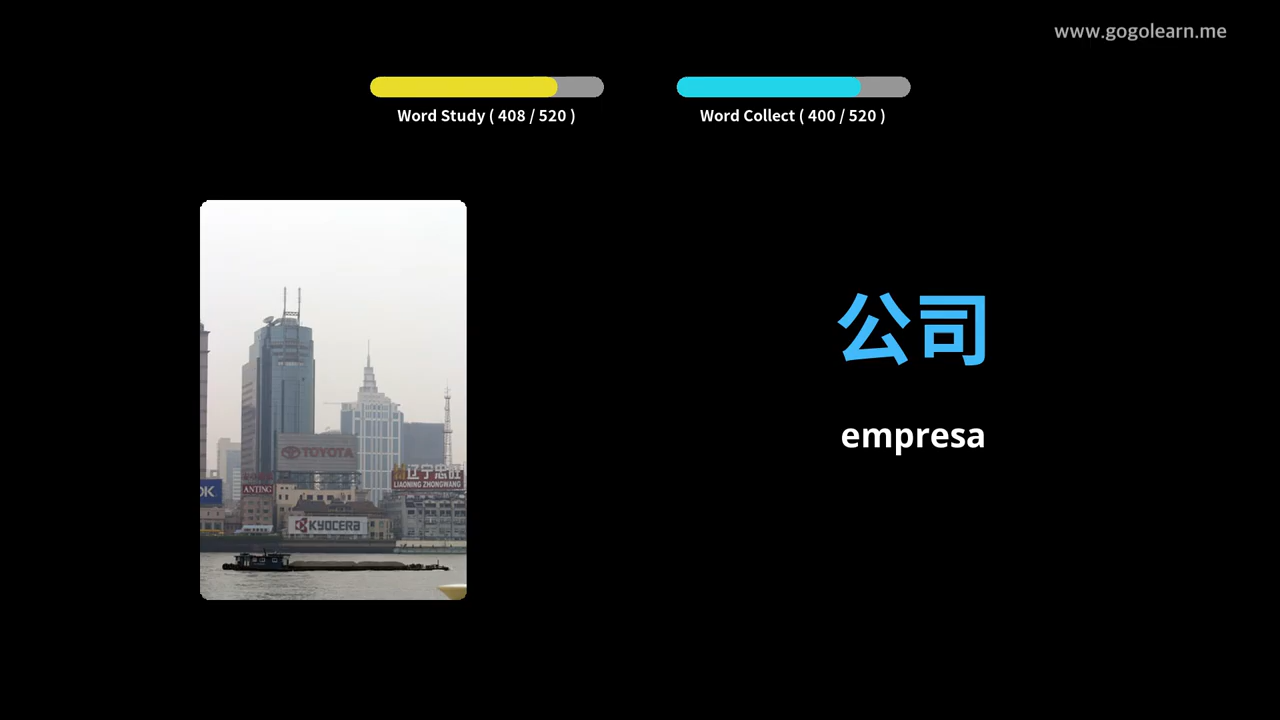 www.gogolearn.me
Word Study ( 408 / 520 )
Word Collect ( 400 / 520 )
公司
empresa
TOYOTA
辽宁忠旺
LIAONING ZHONGWANG
OK
ANTING
KYOCERA